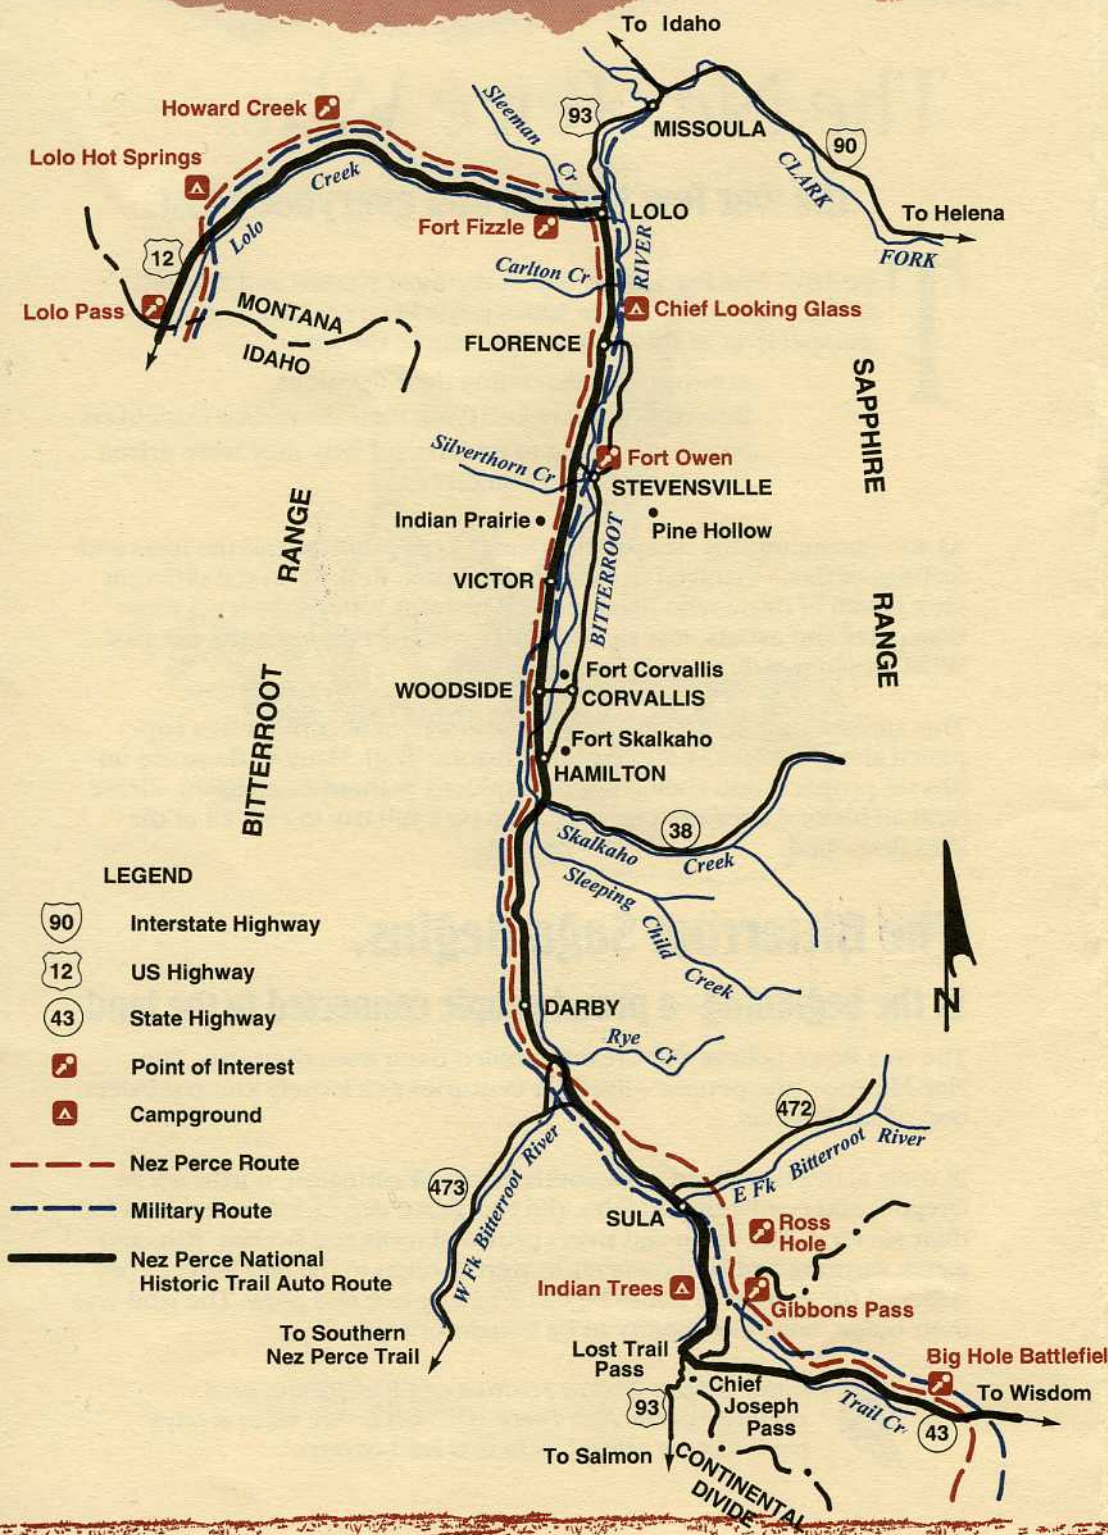 To Idaho
Sleeman
Cr
93
MISSOULA
90
CLARK
FORK
To Helena
Howard Creek
Lolo Hot Springs
Lolo
Creek
12
Fort Fizzle
LOLO
RIVER
Carlton Cr
Lolo Pass
MONTANA
IDAHO
Chief Looking Glass
FLORENCE
SAPPHIRE
RANGE
Silverthorn Cr
Fort Owen
STEVENSVILLE
Indian Prairie
Pine Hollow
BITTERROOT
RANGE
VICTOR
BITTERROOT
Fort Corvallis
WOODSIDE
CORVALLIS
Fort Skalkaho
HAMILTON
38
Skalkaho
Creek
Sleeping
Child
Creek
N
DARBY
Rye
Cr
LEGEND
90 Interstate Highway
12 US Highway
43 State Highway
Point of Interest
Campground
Nez Perce Route
Military Route
Nez Perce National
Historic Trail Auto Route
472
E Fk Bitterroot River
473
W Fk Bitterroot River
SULA
Ross
Hole
Indian Trees
Gibbons Pass
To Southern
Nez Perce Trail
Lost Trail
Pass
Big Hole Battlefiel
Chief
Joseph
Pass
To Wisdom
Trail Cr
43
93
To Salmon
CONTINENTAL
DIVIDE